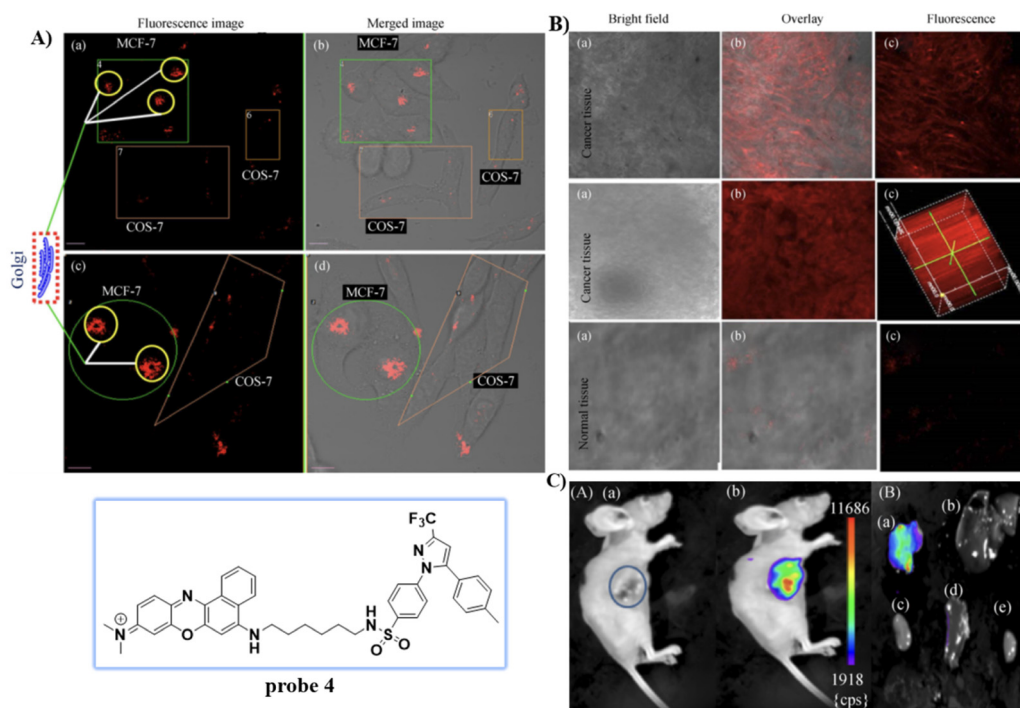 Fluorescence image
Merged image
A)
(a)
MCF-7
4
6
7
COS-7
COS-7
(b)
MCF-7
COS-7
COS-7
Golgi
(c)
MCF-7
COS-7
(d)
MCF-7
COS-7
B)
Bright field
Overlay
Fluorescence
(a)
Cancer tissue
(b)
(c)
(a)
Cancer tissue
(b)
(c)
(a)
Normal tissue
(b)
(c)
F3C
N
N
N
N
O
NH
H
N
S
O
O
probe 4
C)
(A)
(a)
(b)
11686
1918
{cps}
(B)
(a)
(b)
(c)
(d)
(e)